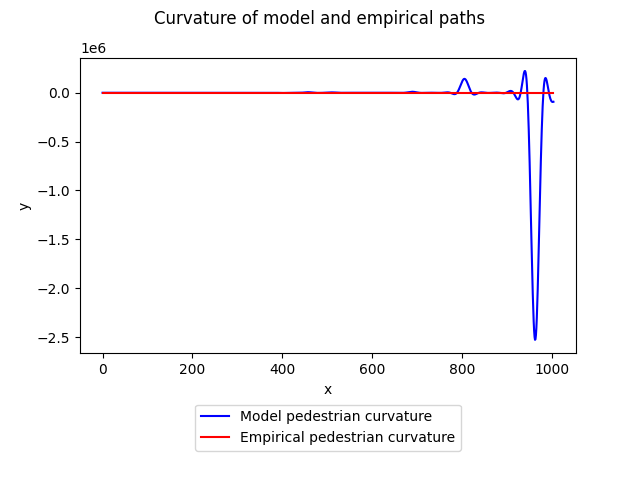 Curvature of model and empirical paths
1e6
0.0
−0.5
−1.0
−1.5
−2.0
−2.5
y
0 200 400 600 800 1000
x
Model pedestrian curvature
Empirical pedestrian curvature